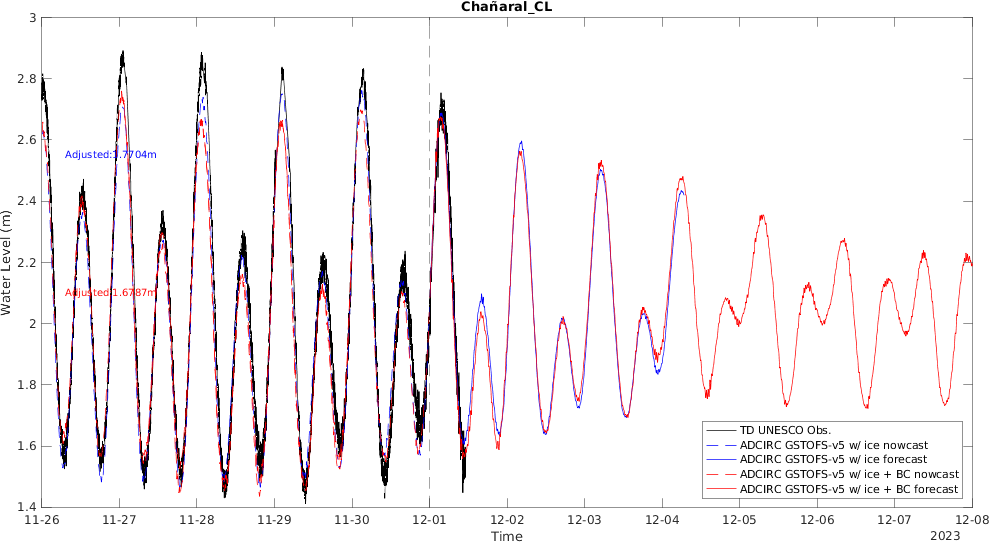 Chañaral_CL
3
2.8
2.6
2.4
2.2
2
1.8
1.6
1.4
Water Level (m)
Adjusted:1.7704m
Adjusted:1.6787m
TD UNESCO Obs.
ADCIRC GSTOFS-v5 w/ ice nowcast
ADCIRC GSTOFS-v5 w/ ice forecast
ADCIRC GSTOFS-v5 w/ ice + BC nowcast
ADCIRC GSTOFS-v5 w/ ice + BC forecast
11-26 11-27 11-28 11-29 11-30 12-01 12-02 12-03 12-04 12-05 12-06 12-07 12-08
Time
2023